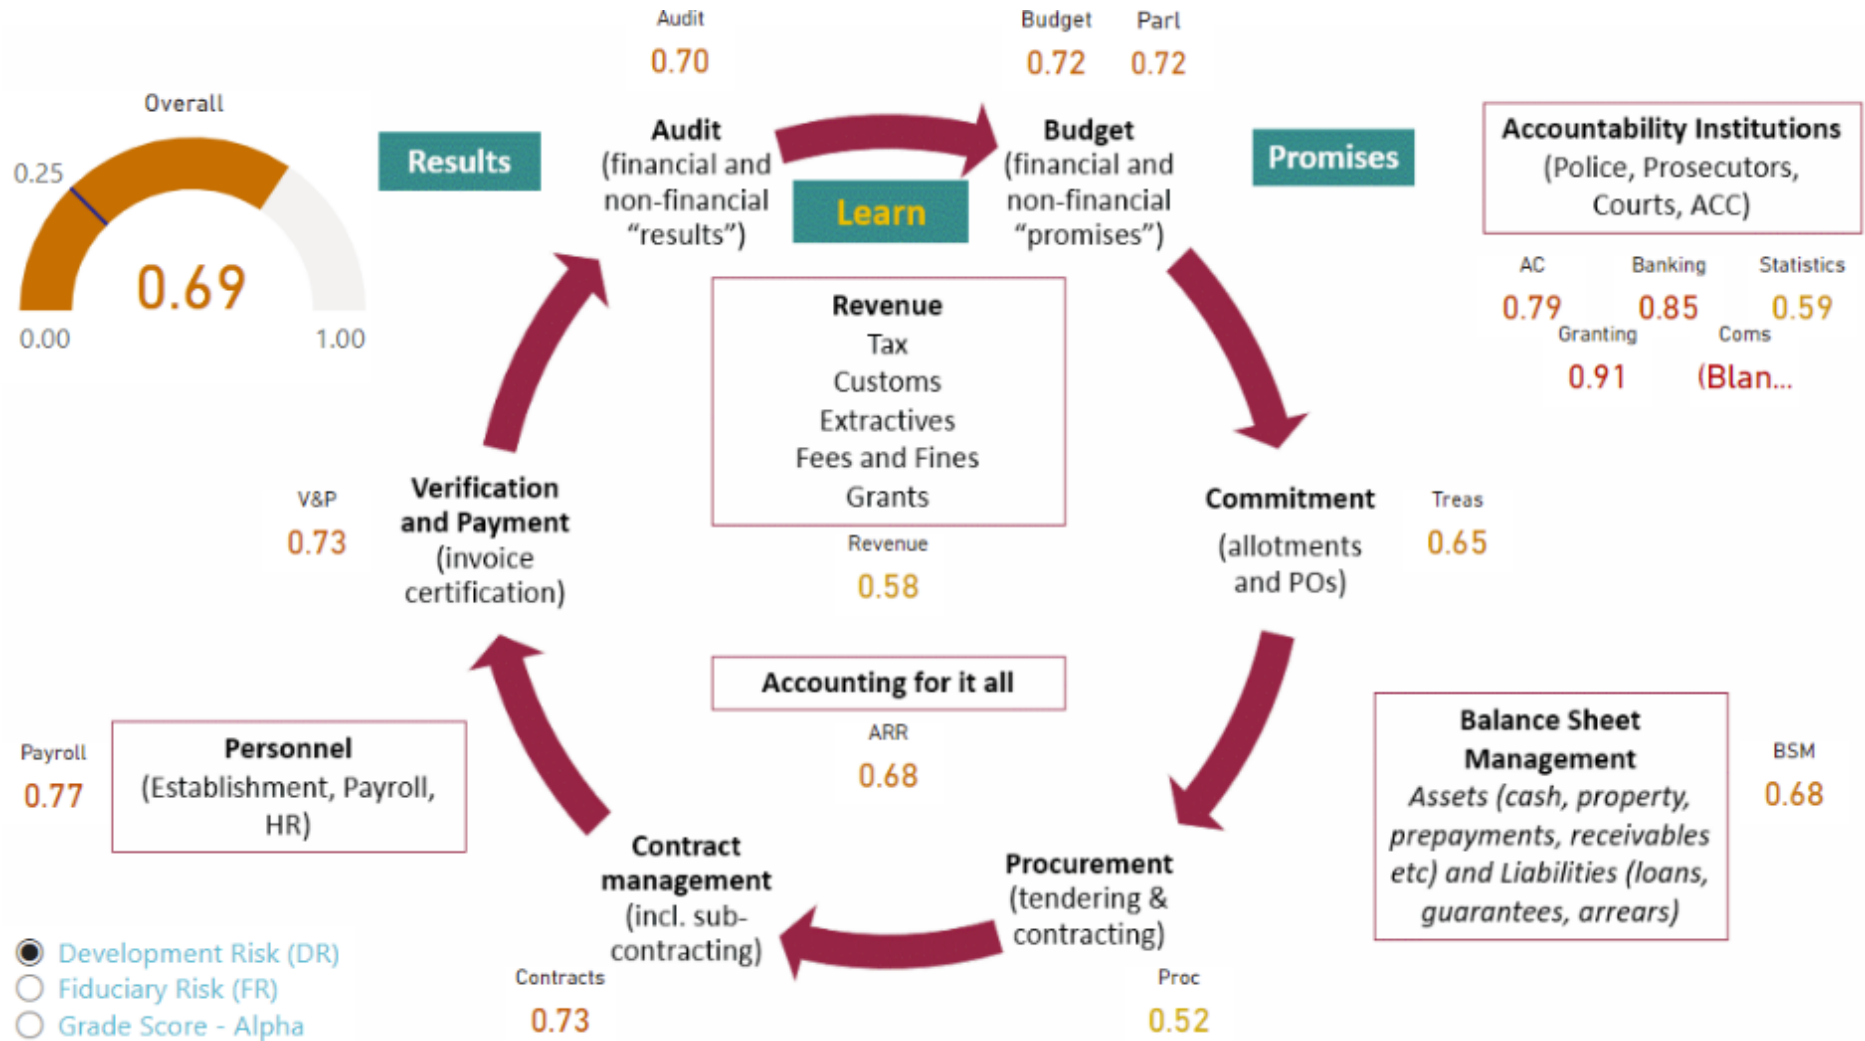 Overall
0.25
0.69
0.00
1.00
Results
Audit
0.70
Audit
(financial and
non-financial
“results”)
Learn
Budget
0.72
Parl
0.72
Budget
(financial and
non-financial
“promises”)
Promises
Accountability Institutions
(Police, Prosecutors,
Courts, ACC)
AC
0.79
Banking
0.85
Statistics
0.59
Granting
0.91
Coms
(Blan...
Revenue
Tax
Customs
Extractives
Fees and Fines
Grants
Revenue
0.58
V&P
0.73
Verification
and Payment
(invoice
certification)
Commitment
(allotments
and POs)
Treas
0.65
Accounting for it all
ARR
0.68
Payroll
0.77
Personnel
(Establishment, Payroll,
HR)
Balance Sheet
Management
Assets (cash, property,
prepayments, receivables
etc) and Liabilities (loans,
guarantees, arrears)
BSM
0.68
Contract
management
(incl. sub-
contracting)
Contracts
0.73
Procurement
(tendering &
contracting)
Proc
0.52
Development Risk (DR)
Fiduciary Risk (FR)
Grade Score - Alpha